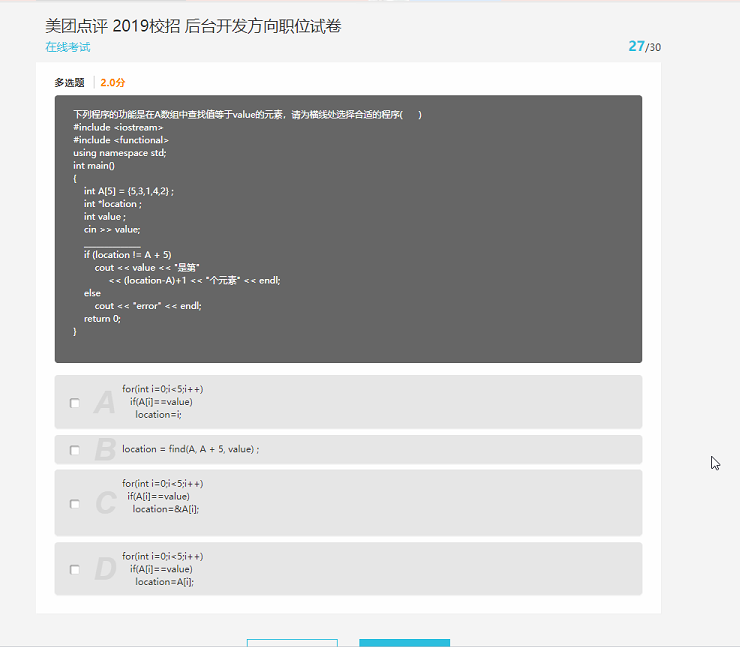 美团点评 2019校招 后台开发方向职位试卷
在线考试
27/30
多选题 2.0分
下列程序的功能是在A数组中查找值等于value的元素，请为横线处选择合适的程序( )
#include <iostream>
#include <functional>
using namespace std;
int main()
{
int A[5] = {5,3,1,4,2} ;
int *location ;
int value ;
cin >> value;
____________
if (location != A + 5)
cout << value << "是第"
<< (location-A)+1 << "个元素" << endl;
else
cout << "error" << endl;
return 0;
}
A
for(int i=0;i<5;i++)
if(A[i]==value)
location=i;
B
location = find(A, A + 5, value) ;
C
for(int i=0;i<5;i++)
if(A[i]==value)
location=&A[i];
D
for(int i=0;i<5;i++)
if(A[i]==value)
location=A[i];